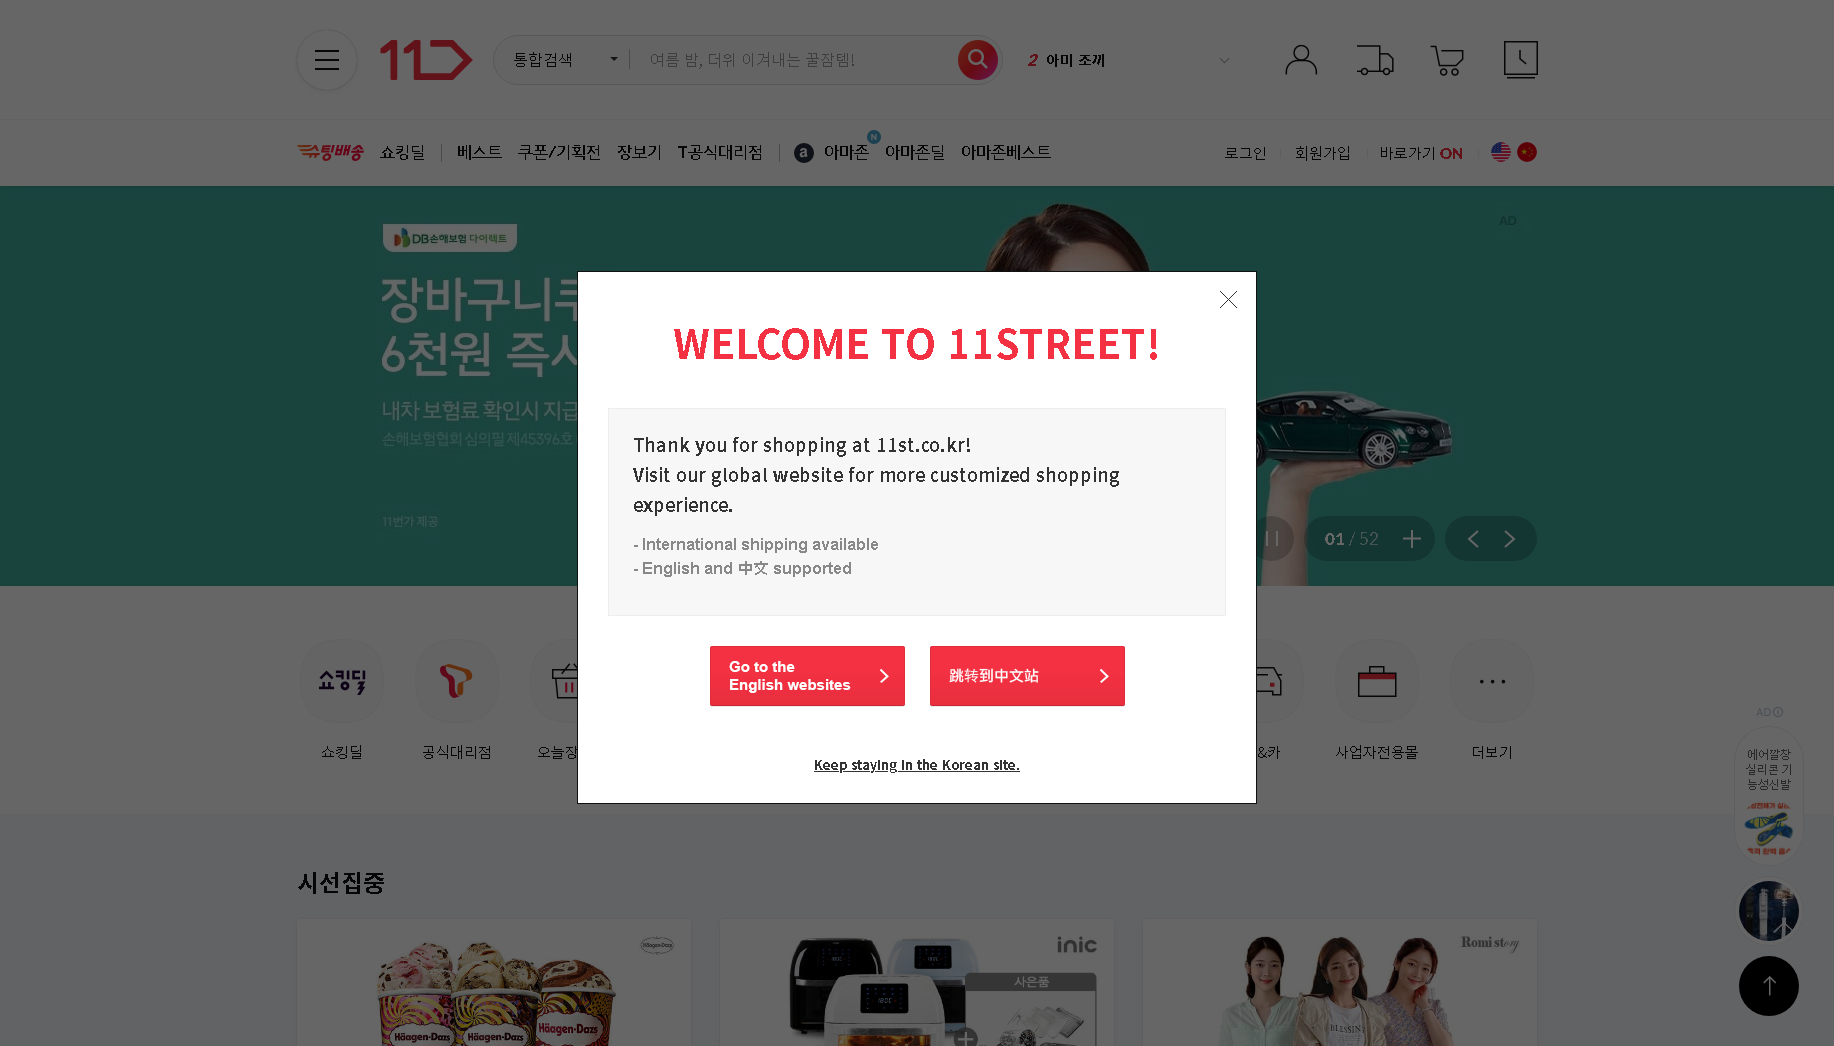 11
통합검색
여름 밤, 더위 이겨내는 꿀잠템!
2 아미 조끼
슈팅배송
쇼킹딜
베스트
쿠폰/기획전
장보기
T공식대리점
a 아마존
N
아마존딜
아마존베스트
로그인
회원가입
바로가기 ON
AD
DB손해보험 다이렉트
장바구니쿠
6천원 즉시
내차 보험료 확인시 지급
손해보험협회 심의필 제45396호
11번가 제공
01 / 52
WELCOME TO 11STREET!
Thank you for shopping at 11st.co.kr!
Visit our global website for more customized shopping
experience.
- International shipping available
- English and 中文 supported
Go to the
English websites
跳转到中文站
Keep staying in the Korean site.
쇼킹딜
쇼킹딜
공식대리점
오늘장
&카
사업자전용몰
더보기
AD
에어깔창
실리콘 기
능성신발
시선집중
Häagen-Dazs
Häagen-Dazs
Häagen-Dazs
Häagen-Dazs
inic
사은품
Romistory
BLESSIN